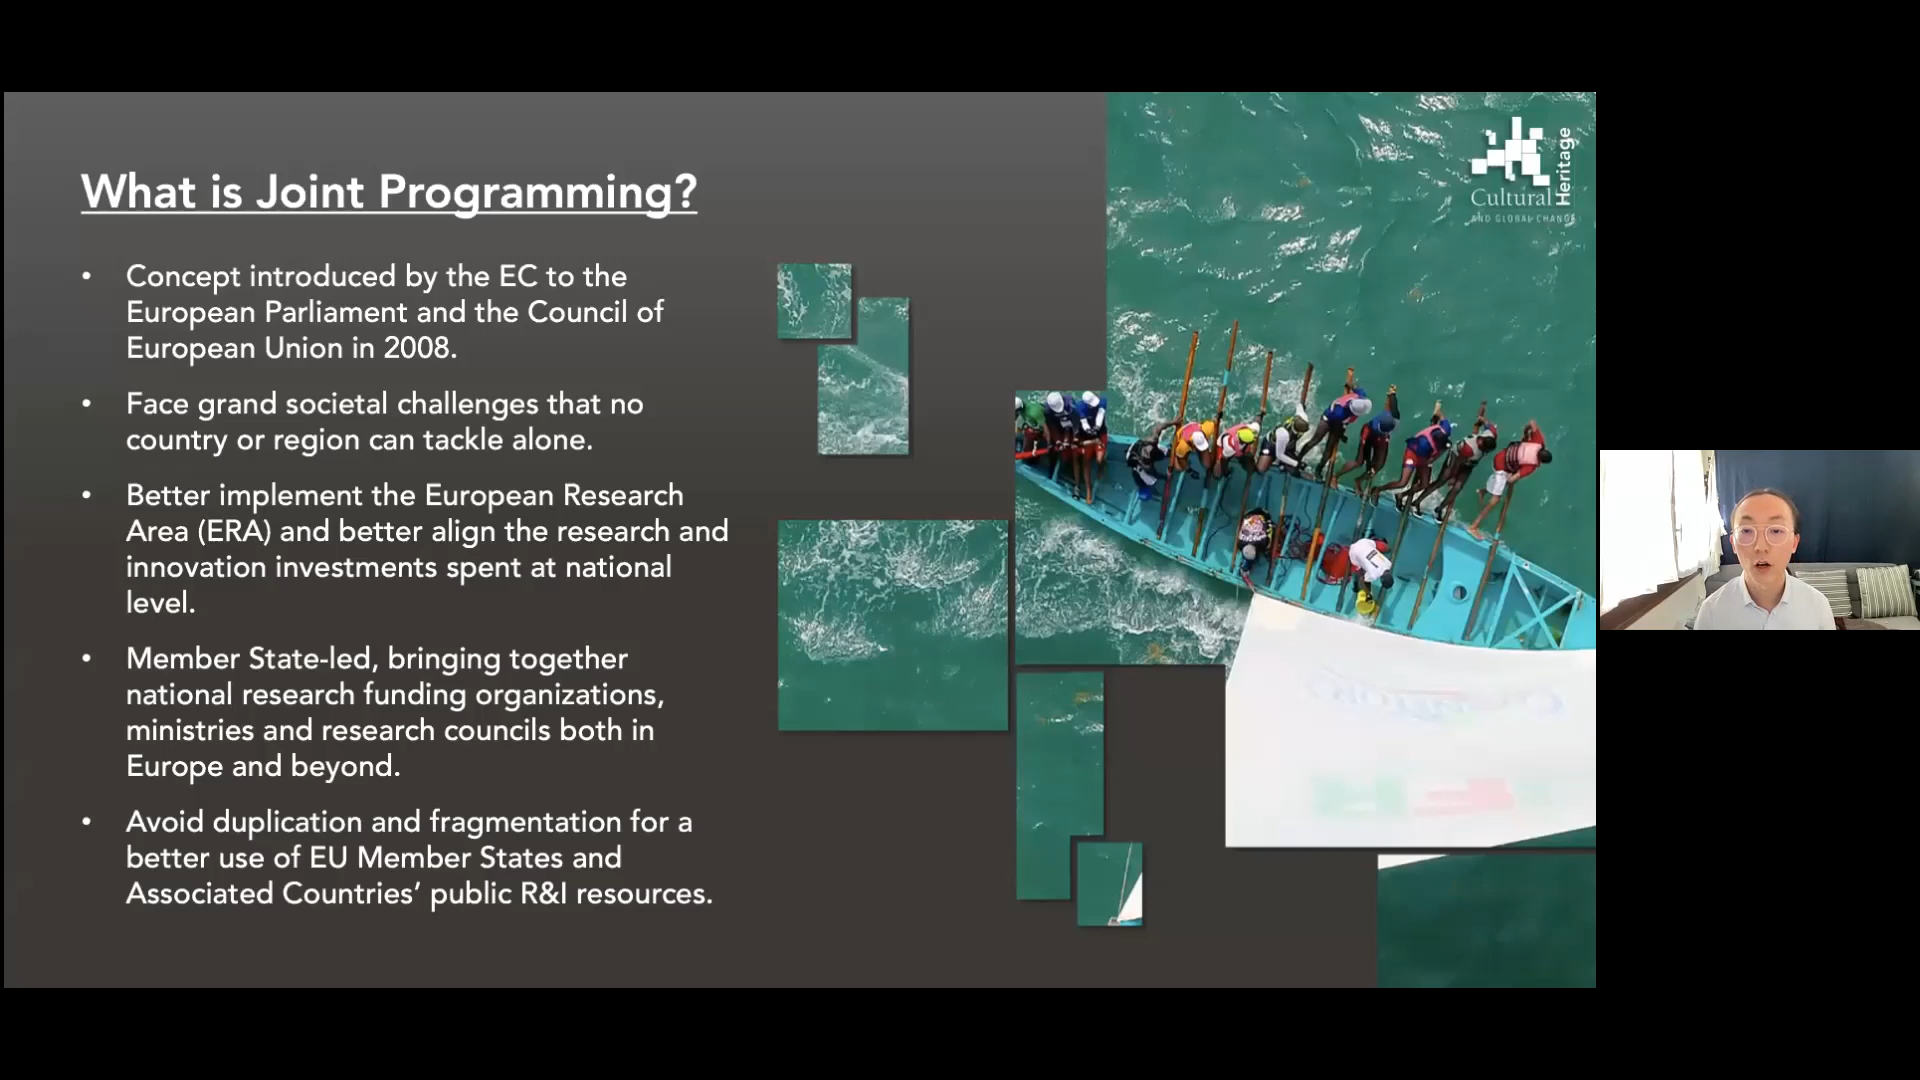 What is Joint Programming?
• Concept introduced by the EC to the
European Parliament and the Council of
European Union in 2008.
• Face grand societal challenges that no
country or region can tackle alone.
• Better implement the European Research
Area (ERA) and better align the research and
innovation investments spent at national
level.
• Member State-led, bringing together
national research funding organizations,
ministries and research councils both in
Europe and beyond.
• Avoid duplication and fragmentation for a
better use of EU Member States and
Associated Countries’ public R&I resources.
Cultural
Heritage
AND GLOBAL CHANGE